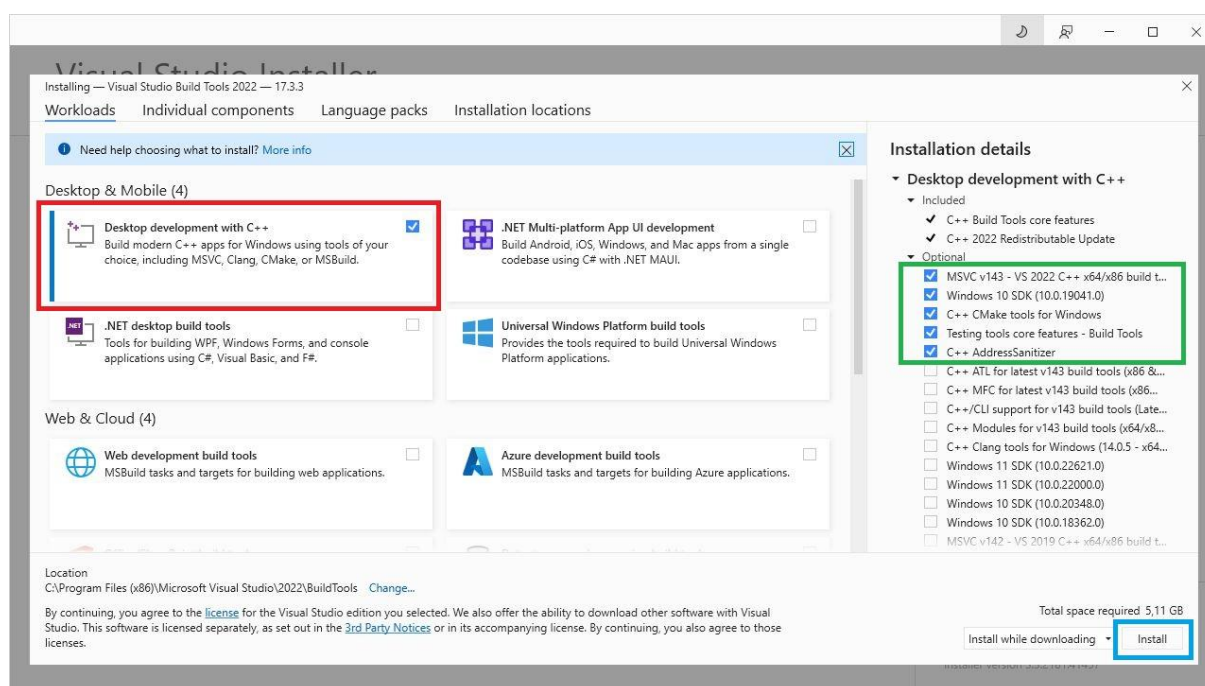 Visual Studio Installer
Installing — Visual Studio Build Tools 2022 — 17.3.3
Workloads Individual components Language packs Installation locations
Need help choosing what to install? More info
Desktop & Mobile (4)
Desktop development with C++
Build modern C++ apps for Windows using tools of your
choice, including MSVC, Clang, CMake, or MSBuild.
.NET Multi-platform App UI development
Build Android, iOS, Windows, and Mac apps from a single
codebase using C# with .NET MAUI.
.NET
.NET desktop build tools
Tools for building WPF, Windows Forms, and console
applications using C#, Visual Basic, and F#.
Universal Windows Platform build tools
Provides the tools required to build Universal Windows
Platform applications.
Web & Cloud (4)
Web development build tools
MSBuild tasks and targets for building web applications.
Azure development build tools
MSBuild tasks and targets for building Azure applications.
Installation details
Desktop development with C++
Included
C++ Build Tools core features
C++ 2022 Redistributable Update
Optional
MSVC v143 - VS 2022 C++ x64/x86 build t...
Windows 10 SDK (10.0.19041.0)
C++ CMake tools for Windows
Testing tools core features - Build Tools
C++ AddressSanitizer
C++ ATL for latest v143 build tools (x86 &...
C++ MFC for latest v143 build tools (x86...
C++/CLI support for v143 build tools (Late...
C++ Modules for v143 build tools (x64/x8...
C++ Clang tools for Windows (14.0.5 - x64...
Windows 11 SDK (10.0.22621.0)
Windows 11 SDK (10.0.22000.0)
Windows 10 SDK (10.0.20348.0)
Windows 10 SDK (10.0.18362.0)
MSVC v142 - VS 2019 C++ x64/x86 build t...
Location
C:\Program Files (x86)\Microsoft Visual Studio\2022\BuildTools Change...
By continuing, you agree to the license for the Visual Studio edition you selected. We also offer the ability to download other software with Visual
Studio. This software is licensed separately, as set out in the 3rd Party Notices or in its accompanying license. By continuing, you also agree to those
licenses.
Total space required 5,11 GB
Install while downloading Install